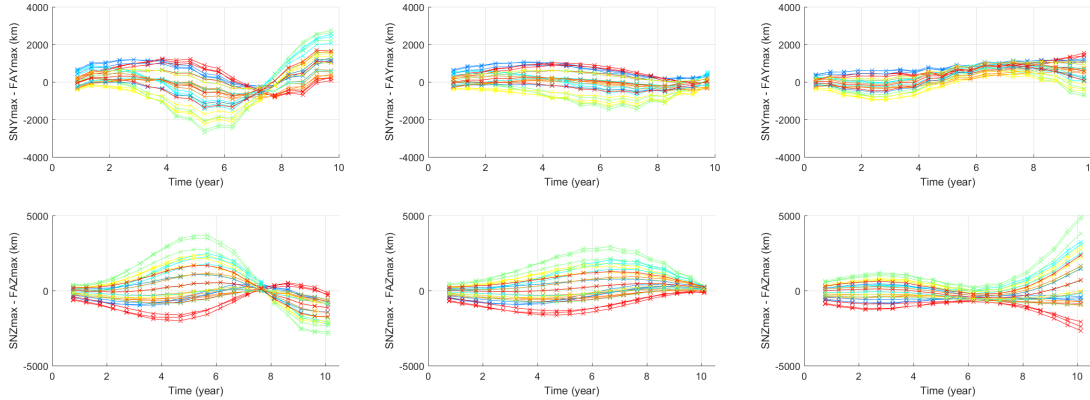 4000 4000 4000
2000 2000 2000
0 0 0
-2000 -2000 -2000
-4000 -4000 -4000
0 2 4 6 8 10 0 2 4 6 8 10 0 2 4 6 8 10
Time (year) Time (year) Time (year)
SNYmax - FAYmax (km) SNYmax - FAYmax (km) SNYmax - FAYmax (km)
5000 5000 5000
0 0 0
-5000 -5000 -5000
0 2 4 6 8 10 0 2 4 6 8 10 0 2 4 6 8 10
Time (year) Time (year) Time (year)
SNZmax - FAZmax (km) SNZmax - FAZmax (km) SNZmax - FAZmax (km)